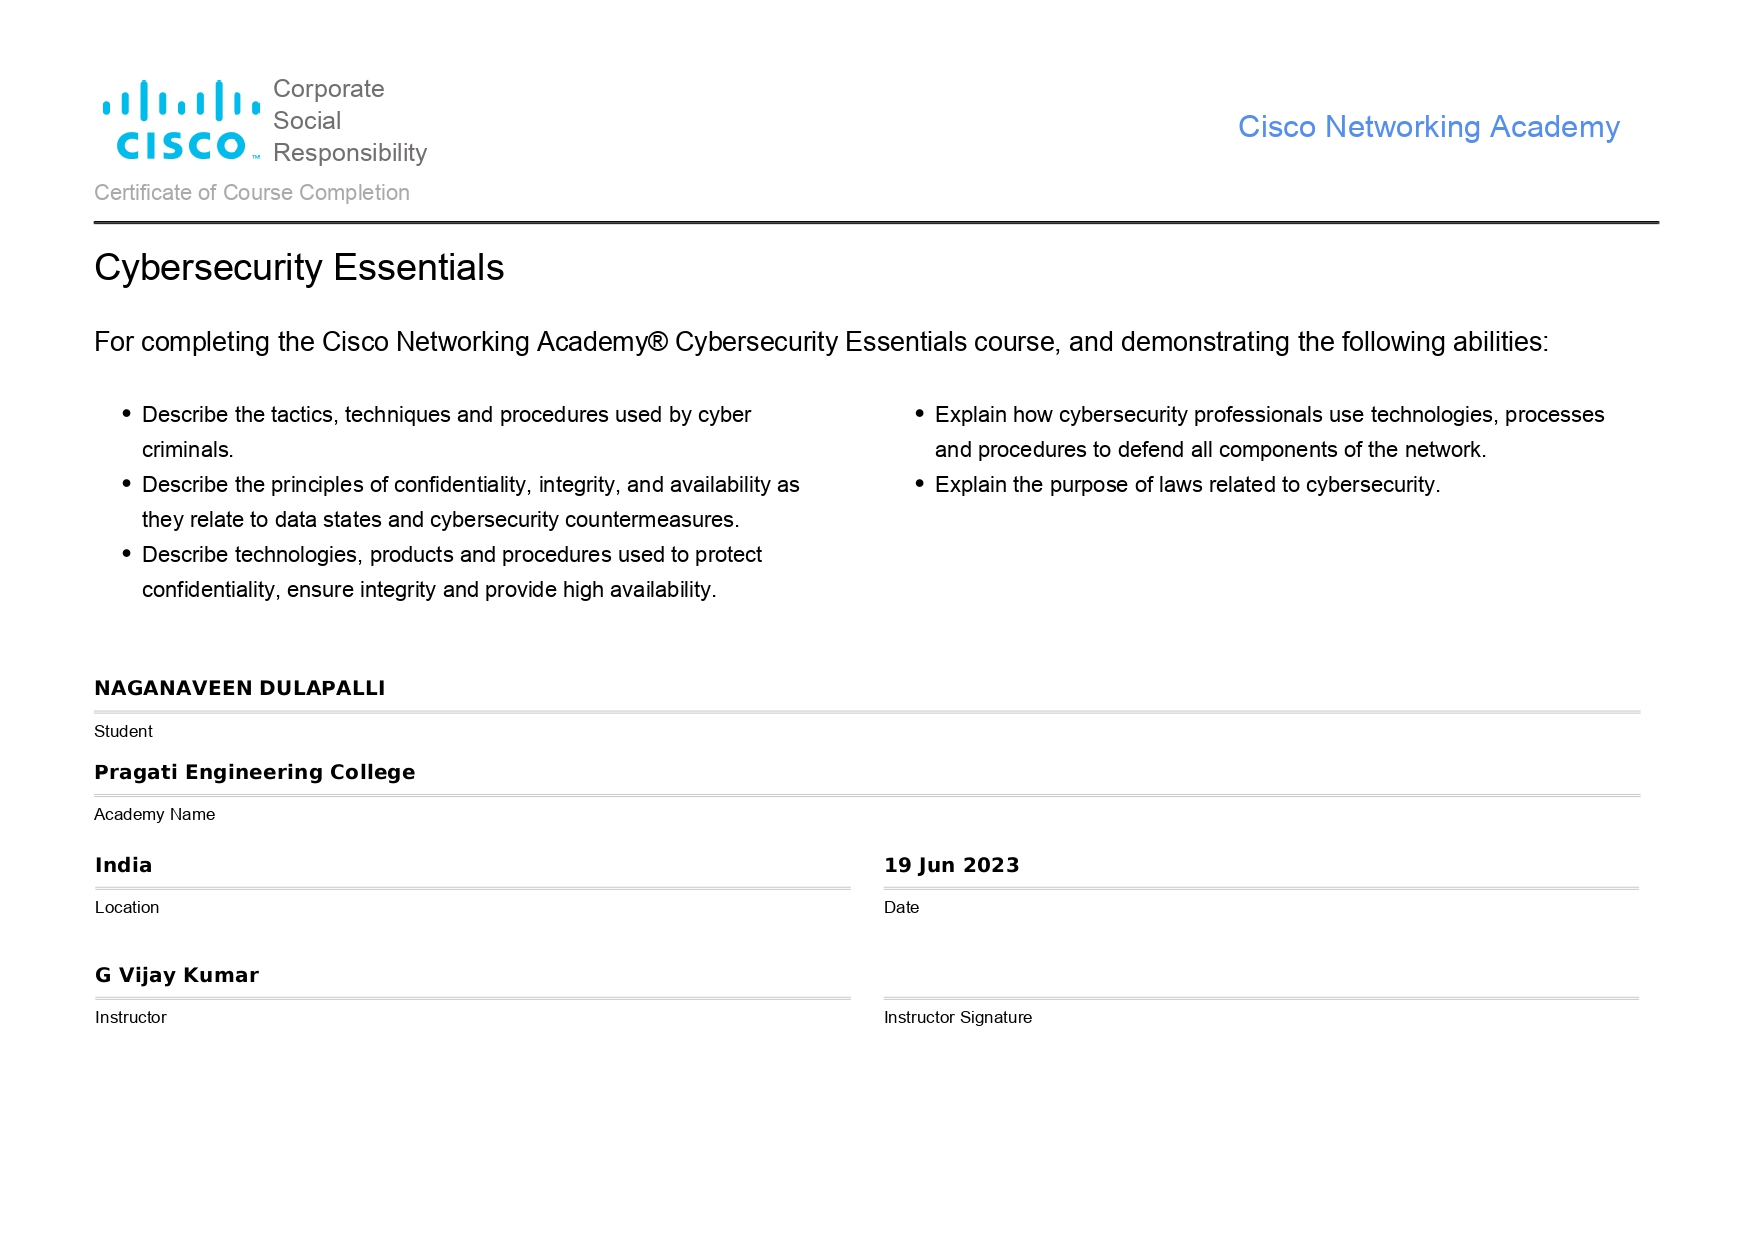 Corporate
Social
Responsibility
CISCO™
Cisco Networking Academy
Certificate of Course Completion
Cybersecurity Essentials
For completing the Cisco Networking Academy® Cybersecurity Essentials course, and demonstrating the following abilities:
• Describe the tactics, techniques and procedures used by cyber
criminals.
• Describe the principles of confidentiality, integrity, and availability as
they relate to data states and cybersecurity countermeasures.
• Describe technologies, products and procedures used to protect
confidentiality, ensure integrity and provide high availability.
• Explain how cybersecurity professionals use technologies, processes
and procedures to defend all components of the network.
• Explain the purpose of laws related to cybersecurity.
NAGANAVEEN DULAPALLI
Student
Pragati Engineering College
Academy Name
India
Location
19 Jun 2023
Date
G Vijay Kumar
Instructor
Instructor Signature